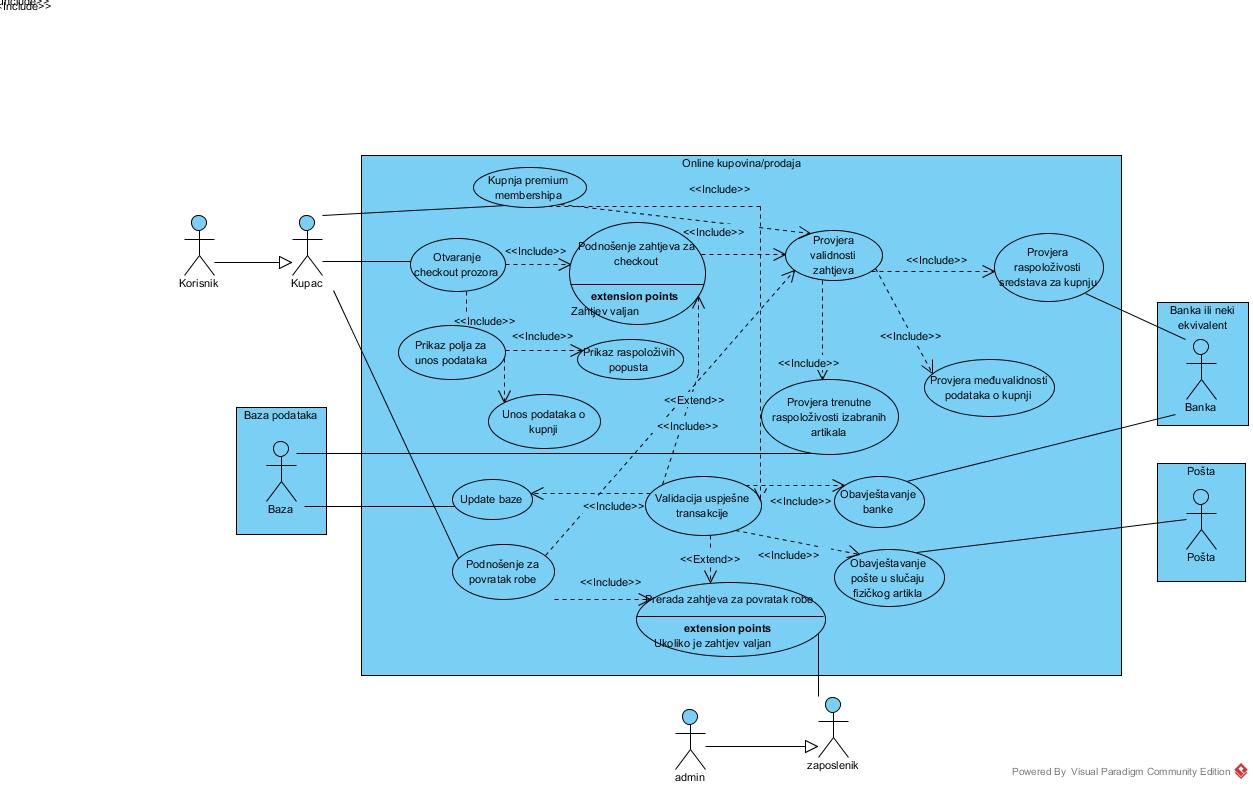 <<Include>>
<<Include>>
Online kupovina/prodaja
Kupnja premium
membershipa
<<Include>>
Korisnik
Kupac
Otvaranje
checkout prozora
<<Include>>
Podnošenje zahtjeva za
checkout
extension points
Zahtjev valjan
<<Include>>
Provjera
validnosti
zahtjeva
<<Include>>
Provjera
raspoloživosti
sredstava za kupnju
Banka ili neki
ekvivalent
Banka
<<Include>>
Prikaz polja za
unos podataka
<<Include>>
Prikaz raspoloživih
popusta
<<Include>>
<<Include>>
Provjera međuvalidnosti
podataka o kupnji
Unos podataka o
kupnji
<<Extend>>
<<Include>>
Provjera trenutne
raspoloživosti izabranih
artikala
Baza podataka
Baza
Update baze
<<Include>>
Validacija uspješne
transakcije
<<Include>>
Obavještavanje
banke
Pošta
Pošta
Podnošenje za
povratak robe
<<Include>>
<<Extend>>
<<Include>>
Obavještavanje
pošte u slučaju
fizičkog artikla
Prerada zahtjeva za povratak robe
extension points
Ukoliko je zahtjev valjan
admin
zaposlenik
Powered By Visual Paradigm Community Edition